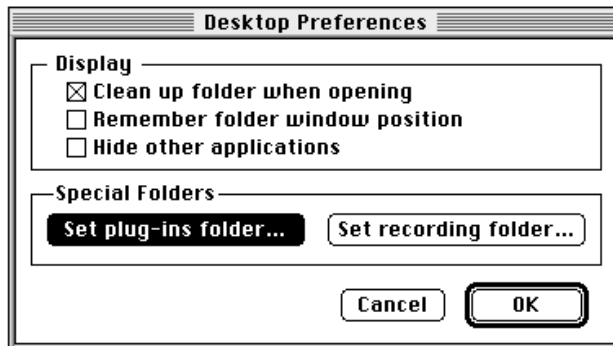 Desktop Preferences
Display
Clean up folder when opening
Remember folder window position
Hide other applications
Special Folders
Set plug-ins folder... Set recording folder...
Cancel OK